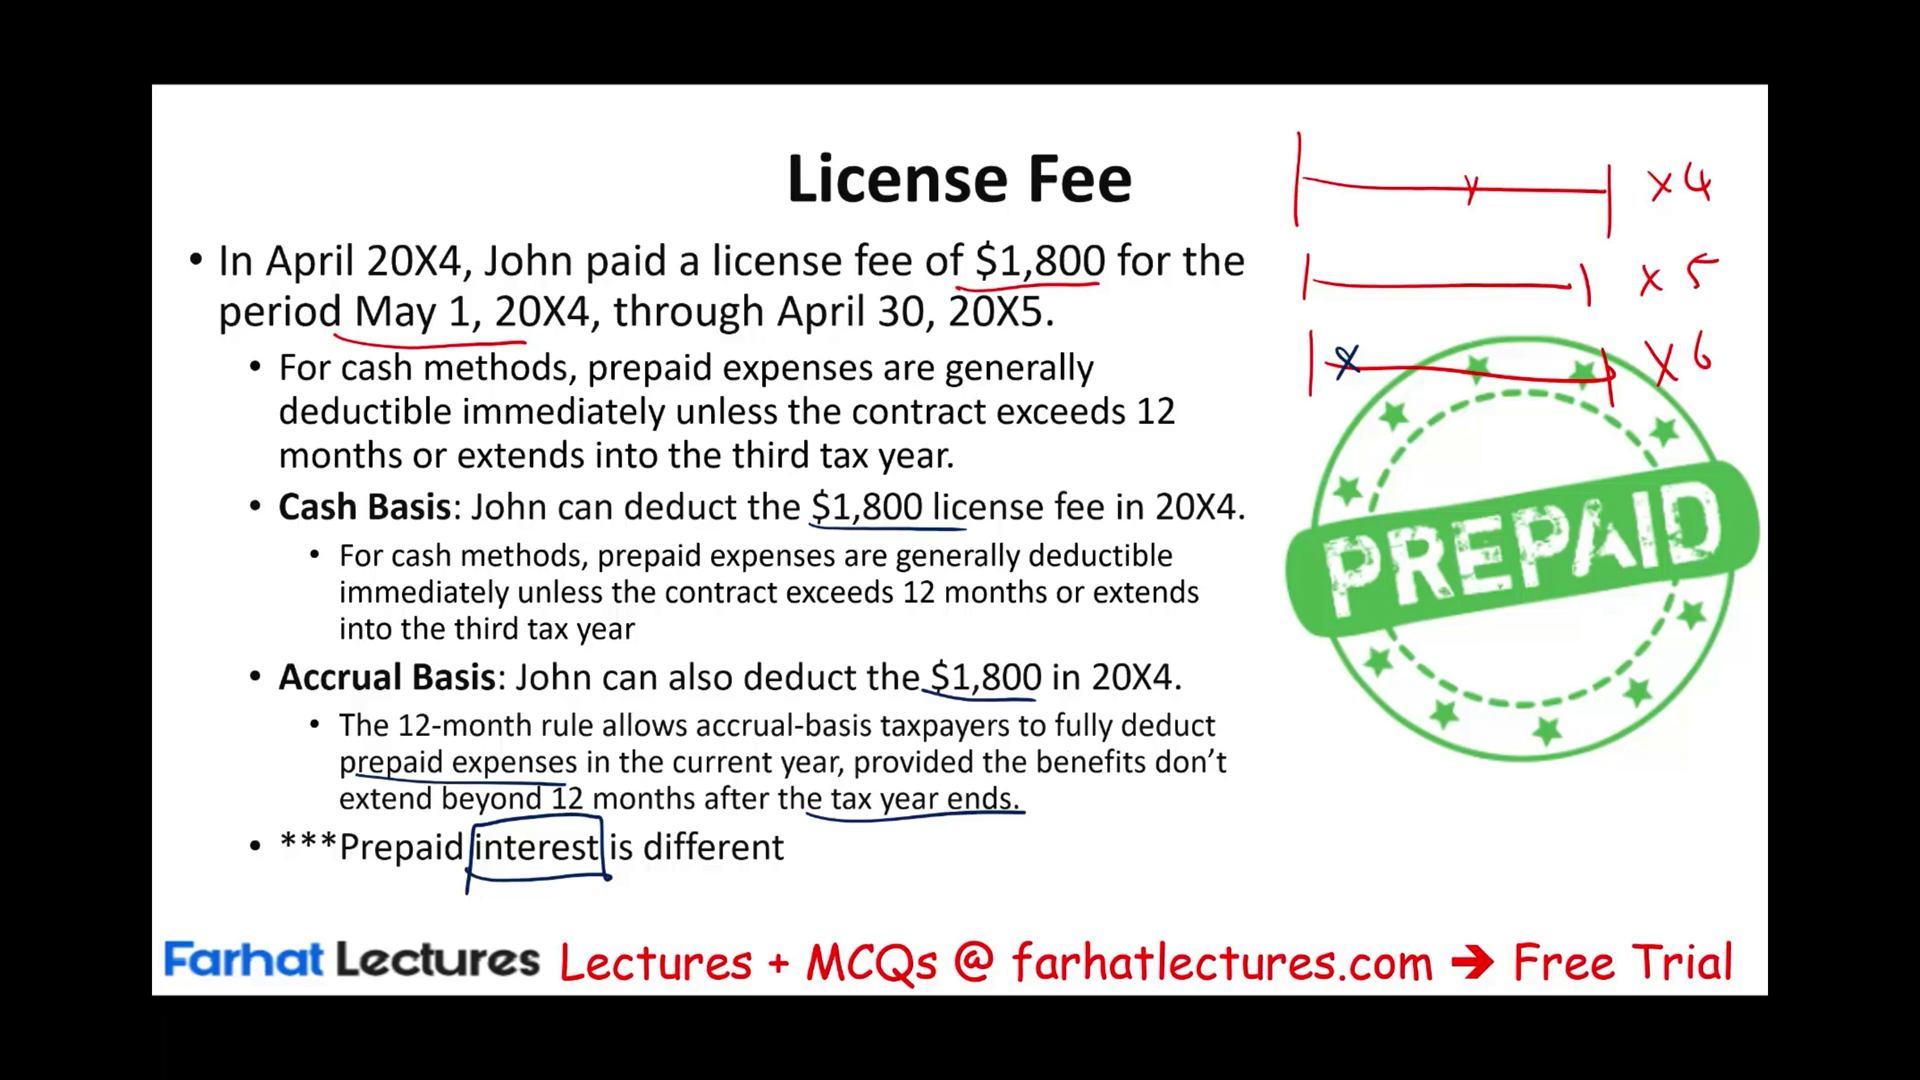 License Fee
• In April 20X4, John paid a license fee of $1,800 for the
period May 1, 20X4, through April 30, 20X5.
• For cash methods, prepaid expenses are generally
deductible immediately unless the contract exceeds 12
months or extends into the third tax year.
• Cash Basis: John can deduct the $1,800 license fee in 20X4.
• For cash methods, prepaid expenses are generally deductible
immediately unless the contract exceeds 12 months or extends
into the third tax year
• Accrual Basis: John can also deduct the $1,800 in 20X4.
• The 12-month rule allows accrual-basis taxpayers to fully deduct
prepaid expenses in the current year, provided the benefits don’t
extend beyond 12 months after the tax year ends.
• ***Prepaid interest is different
x4
x5
x6
PREPAID
Farhat Lectures Lectures + MCQs @ farhatlectures.com ➔ Free Trial